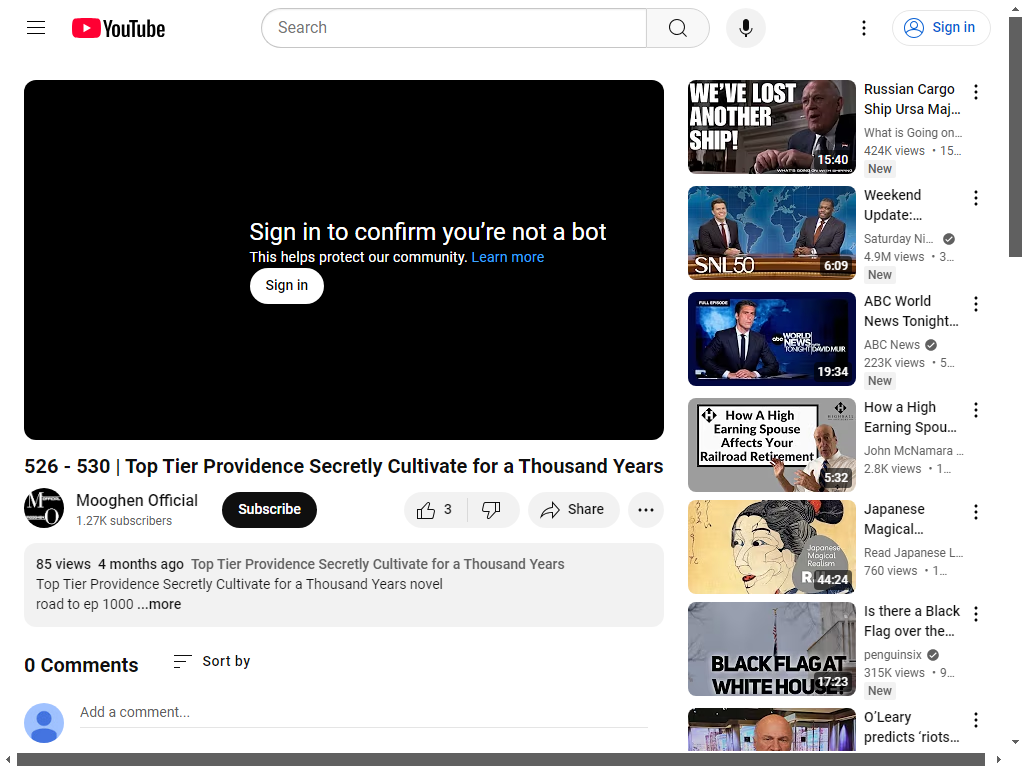 YouTube
Search
Sign in
Sign in to confirm you're not a bot
This helps protect our community. Learn more
Sign in
526 - 530 | Top Tier Providence Secretly Cultivate for a Thousand Years
Mooghen Official
1.27K subscribers
Subscribe
3
Share
85 views 4 months ago Top Tier Providence Secretly Cultivate for a Thousand Years
Top Tier Providence Secretly Cultivate for a Thousand Years novel
road to ep 1000 ...more
0 Comments
Sort by
Add a comment...
WE'VE LOST
ANOTHER
SHIP!
15:40
Russian Cargo
Ship Ursa Maj...
What is Going on...
424K views • 15...
New
SNL50
6:09
Weekend
Update:...
Saturday Ni...
4.9M views • 3...
New
FULL EPISODE
abc WORLD
NEWS
TONIGHT DAVID MUIR
19:34
ABC World
News Tonight...
ABC News
223K views • 5...
New
How A High
Earning Spouse
Affects Your
Railroad Retirement
5:32
How a High
Earning Spou...
John McNamara ...
2.8K views • 1...
Japanese
Magical
Realism
44:24
Japanese
Magical...
Read Japanese L...
760 views • 1...
BLACK FLAG AT
WHITE HOUSE?
17:23
Is there a Black
Flag over the...
penguinsix
315K views • 9...
New
O'Leary
predicts 'riots...